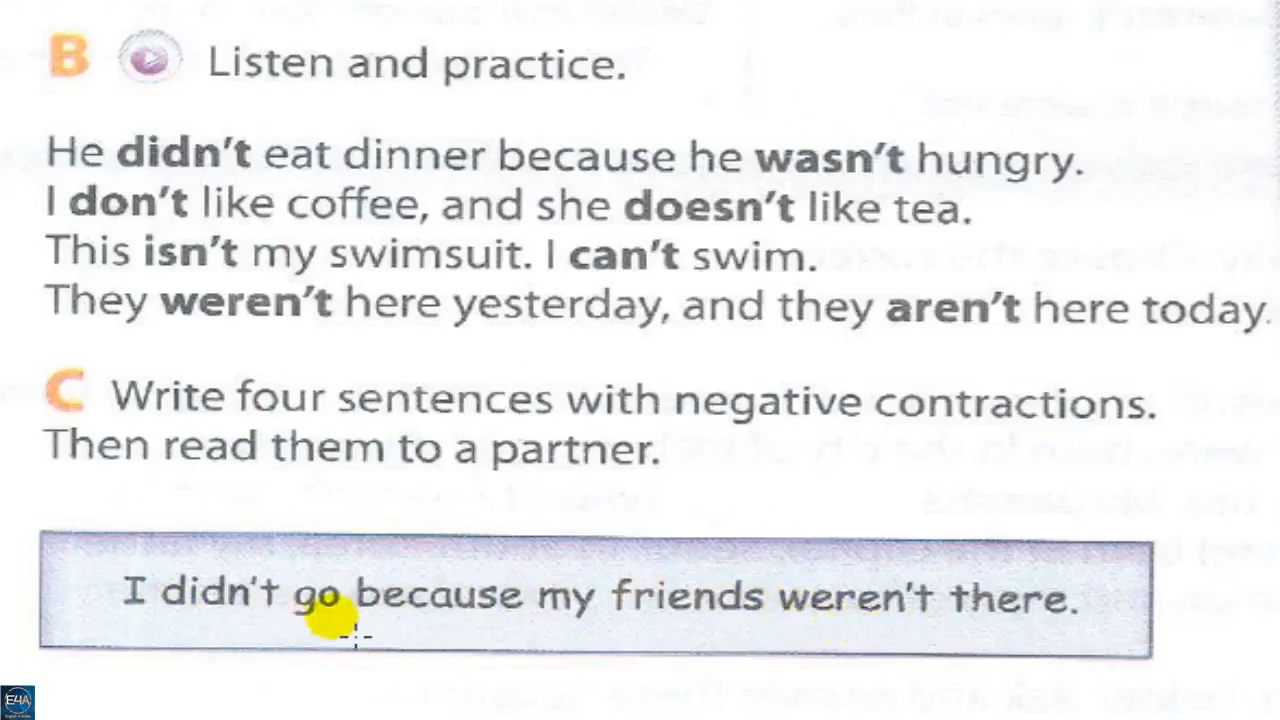 B Listen and practice.
He didn't eat dinner because he wasn't hungry.
I don't like coffee, and she doesn't like tea.
This isn't my swimsuit. I can't swim.
They weren't here yesterday, and they aren't here today.
C Write four sentences with negative contractions.
Then read them to a partner.
I didn't go because my friends weren't there.
E4A